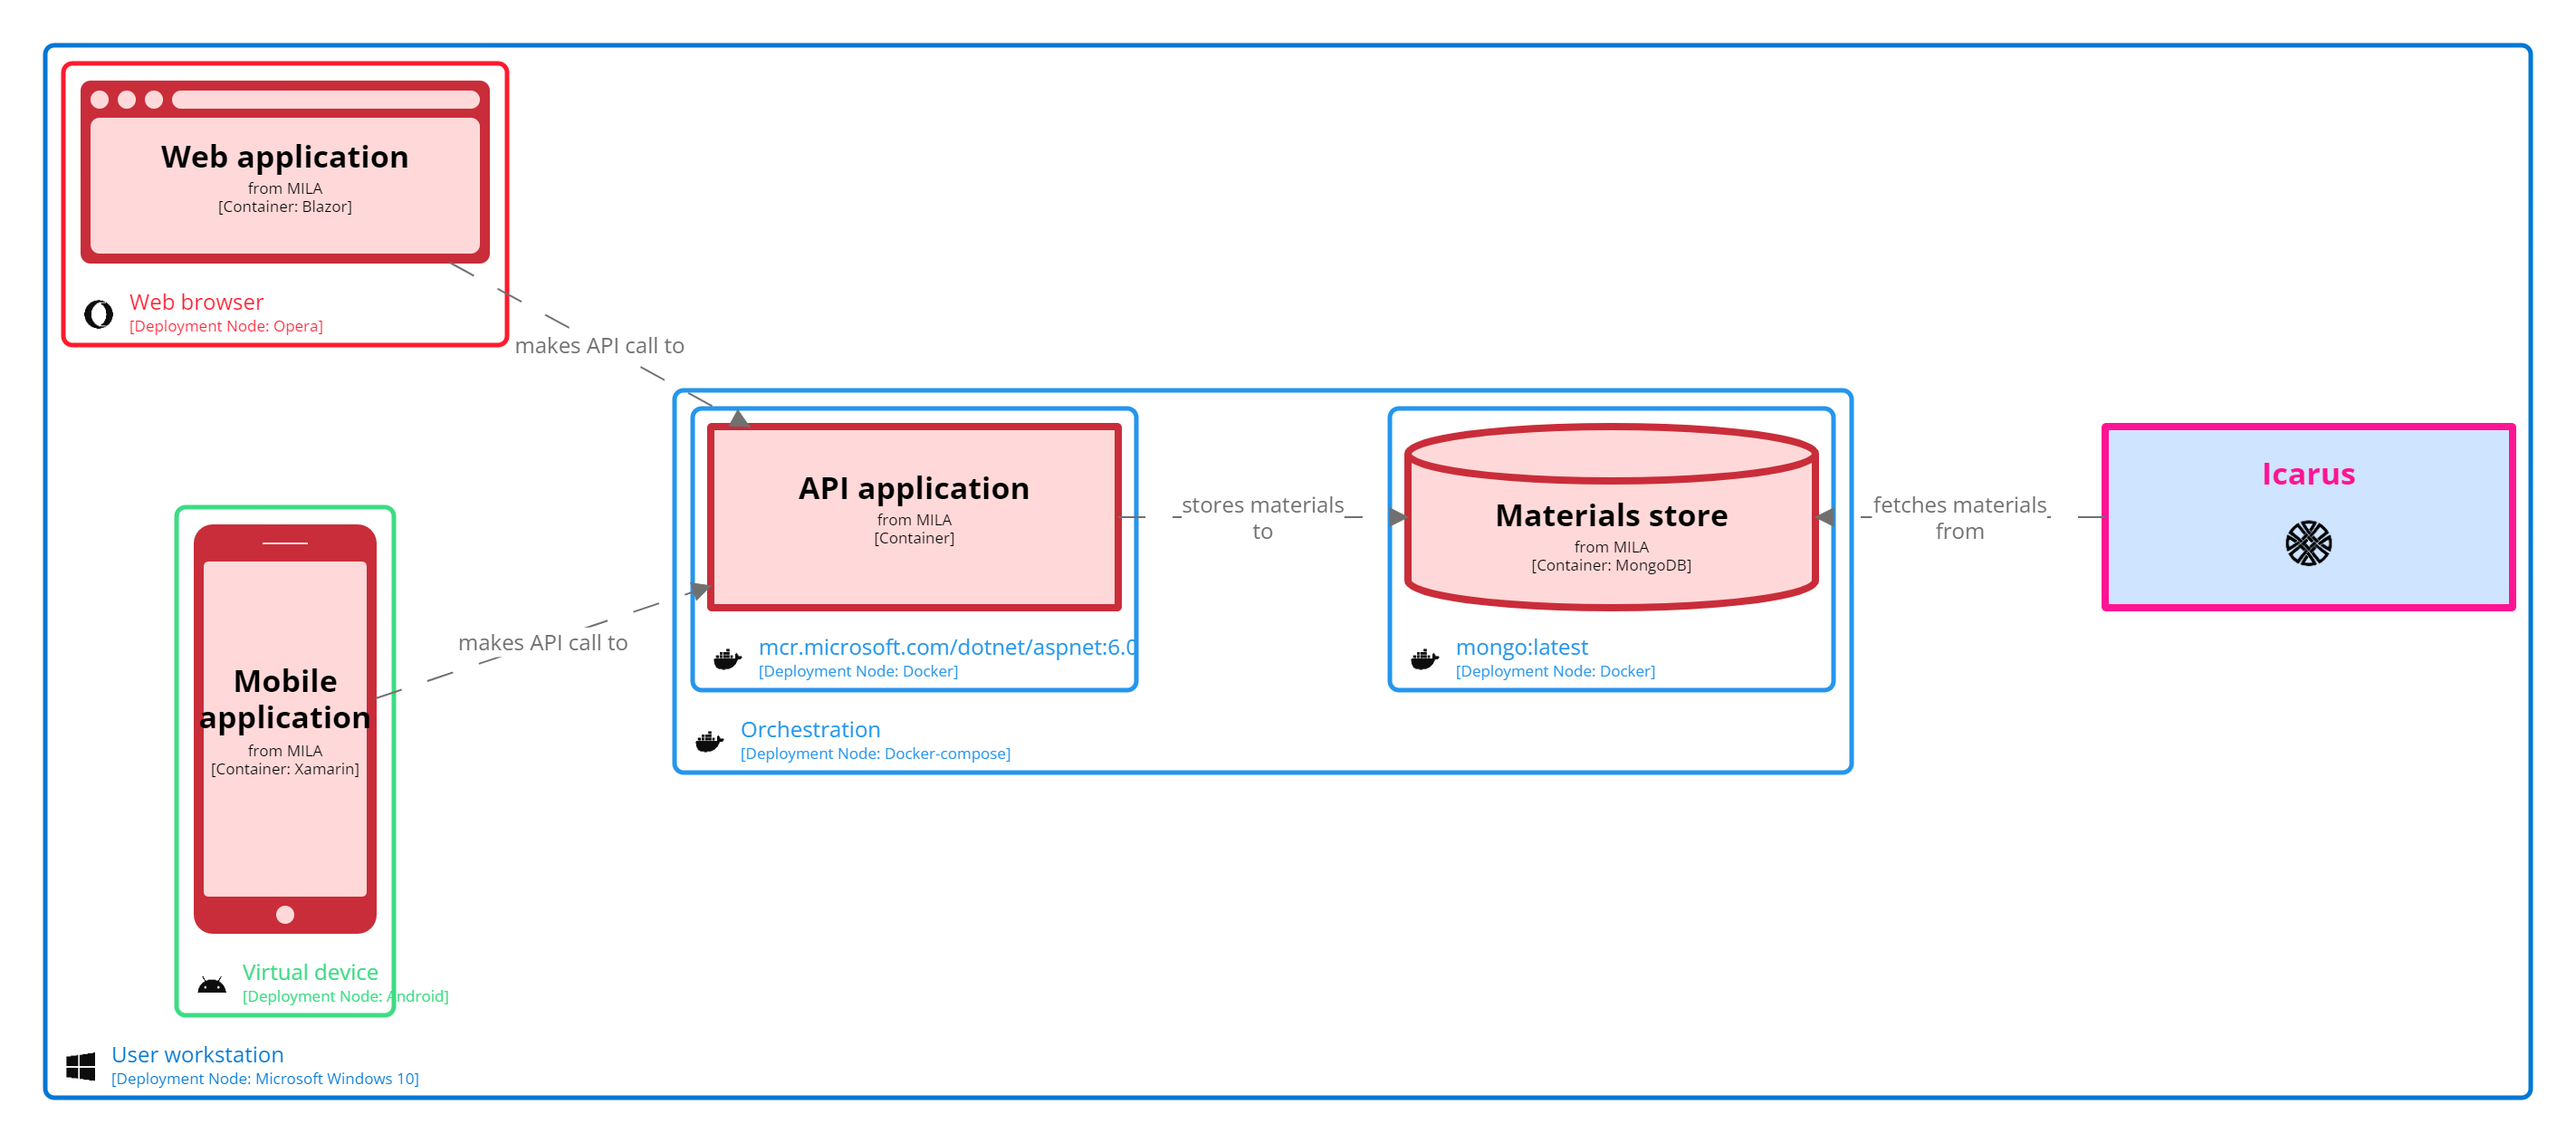 Web application
from MILA
[Container: Blazor]
Web browser
[Deployment Node: Opera]
makes API call to
API application
from MILA
[Container]
mcr.microsoft.com/dotnet/aspnet:6.0
[Deployment Node: Docker]
stores materials
to
Materials store
from MILA
[Container: MongoDB]
mongo:latest
[Deployment Node: Docker]
fetches materials
from
Icarus
Orchestration
[Deployment Node: Docker-compose]
makes API call to
Mobile
application
from MILA
[Container: Xamarin]
Virtual device
[Deployment Node: Android]
User workstation
[Deployment Node: Microsoft Windows 10]